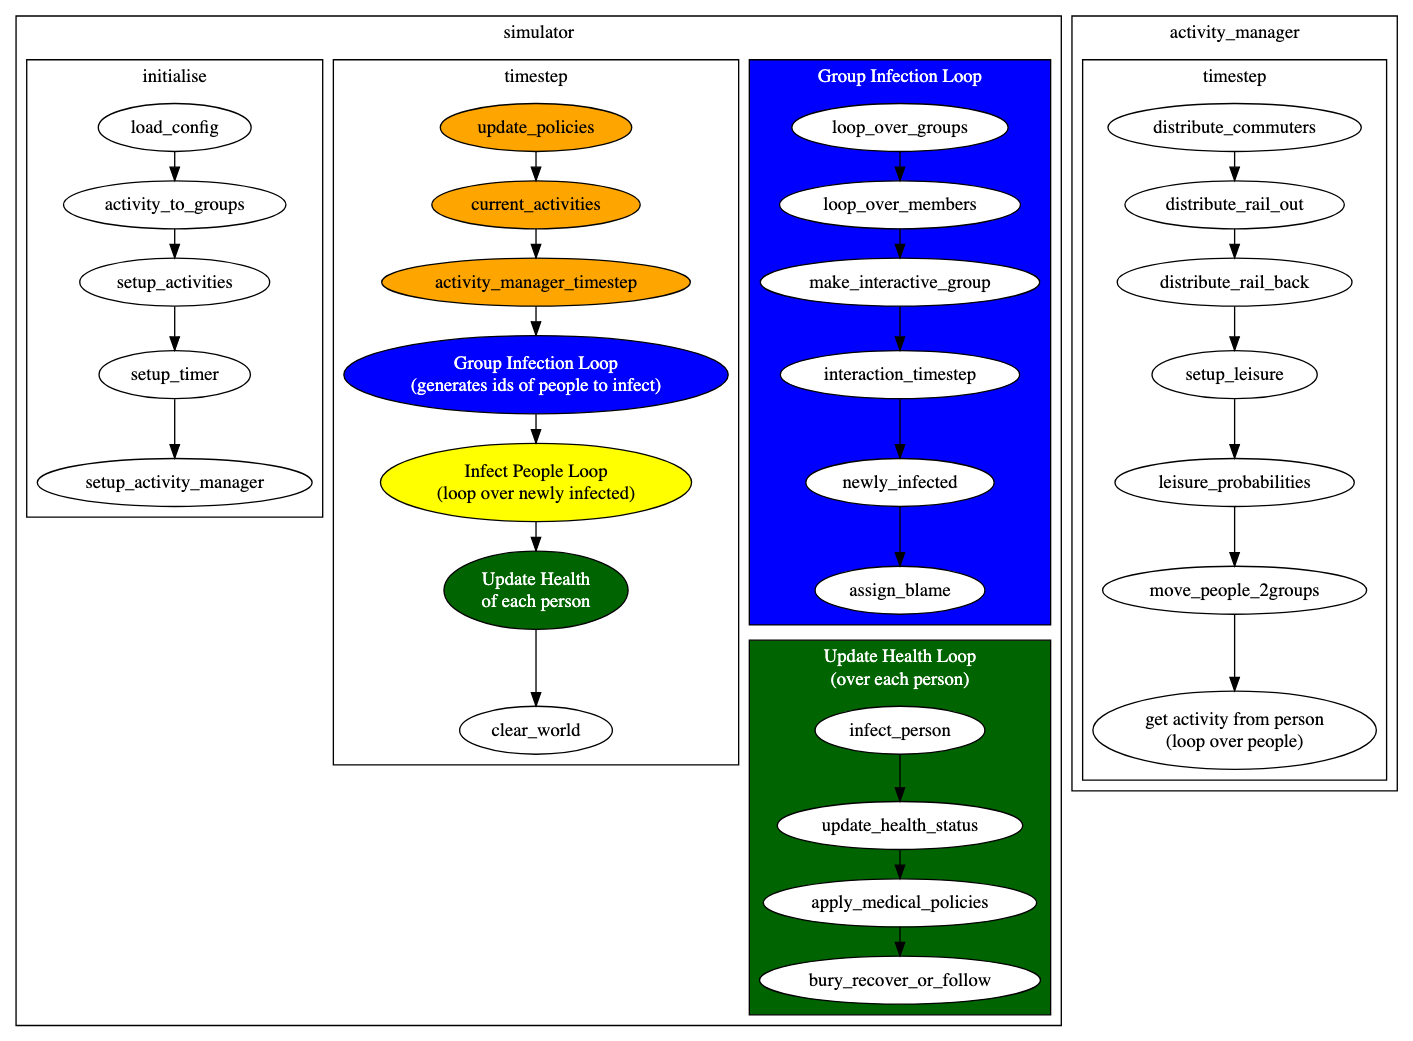 simulator
initialise
load_config
activity_to_groups
setup_activities
setup_timer
setup_activity_manager
timestep
update_policies
current_activities
activity_manager_timestep
Group Infection Loop
(generates ids of people to infect)
Infect People Loop
(loop over newly infected)
Update Health
of each person
clear_world
Group Infection Loop
loop_over_groups
loop_over_members
make_interactive_group
interaction_timestep
newly_infected
assign_blame
Update Health Loop
(over each person)
infect_person
update_health_status
apply_medical_policies
bury_recover_or_follow
activity_manager
timestep
distribute_commuters
distribute_rail_out
distribute_rail_back
setup_leisure
leisure_probabilities
move_people_2groups
get activity from person
(loop over people)